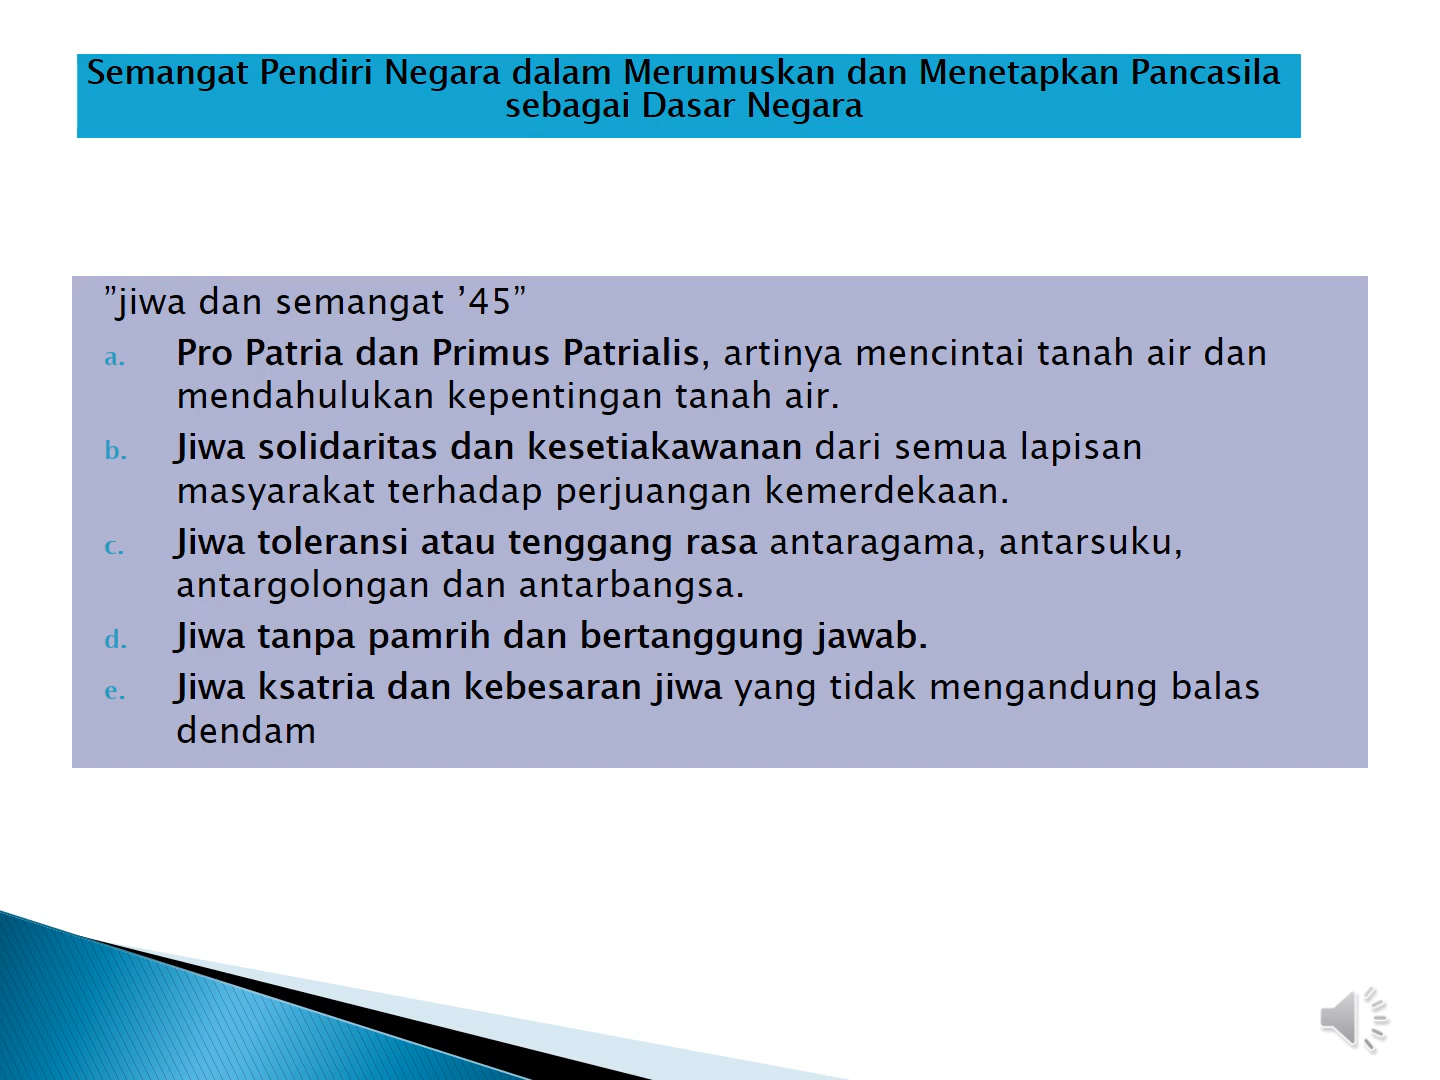 Semangat Pendiri Negara dalam Merumuskan dan Menetapkan Pancasila
sebagai Dasar Negara
”jiwa dan semangat ’45”
a. Pro Patria dan Primus Patrialis, artinya mencintai tanah air dan
mendahulukan kepentingan tanah air.
b. Jiwa solidaritas dan kesetiakawanan dari semua lapisan
masyarakat terhadap perjuangan kemerdekaan.
c. Jiwa toleransi atau tenggang rasa antaragama, antarsuku,
antargolongan dan antarbangsa.
d. Jiwa tanpa pamrih dan bertanggung jawab.
e. Jiwa ksatria dan kebesaran jiwa yang tidak mengandung balas
dendam